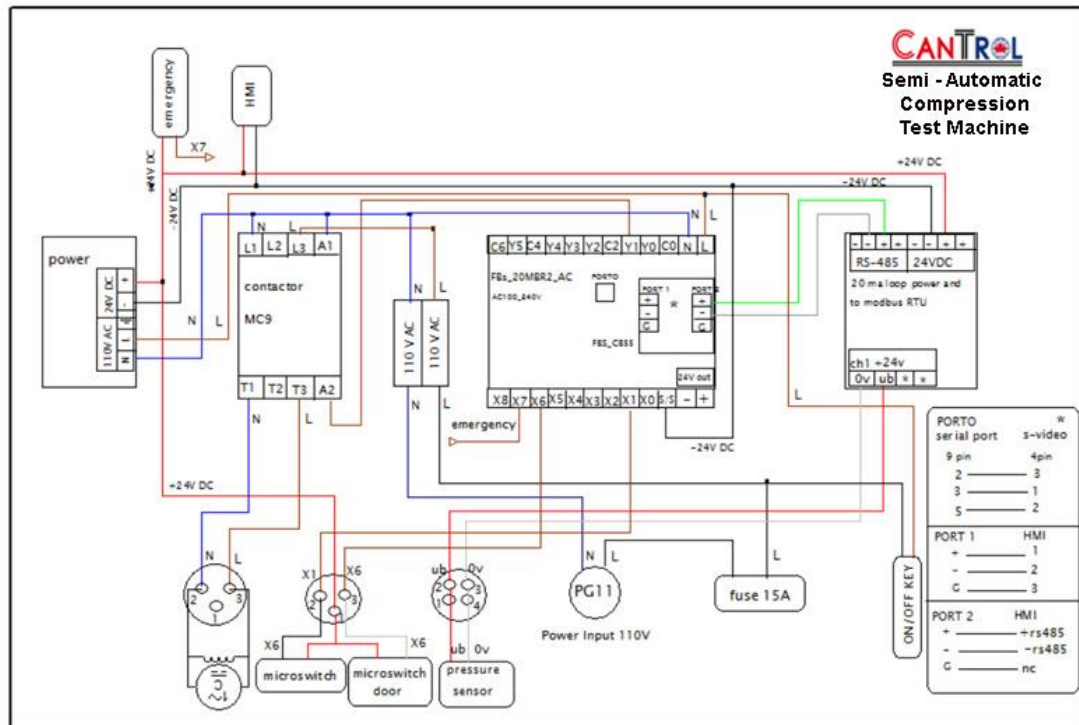 CANTROL
Semi - Automatic
Compression
Test Machine
emergency
HMI
X7
+24V DC
-24V DC
+24V DC
-24V DC
power
24V DC
+
-
110V AC
L
N
N
L
N
L
L1 L2 L3 A1
contactor
MC9
T1 T2 T3 A2
N
L
N
L
110 V AC
110 V AC
N
L
N
L
C6 Y5 C4 Y4 Y3 Y2 C2 Y1 Y0 C0 N L
FBs_20MBR2_AC
AC100_240V
PORTO
PORT 1
+
-
G
*
+
-
G
FBS_CB55
24V out
X8 X7 X6 X5 X4 X3 X2 X1 X0 S/S - +
emergency
-24V DC
- - + + - - + +
RS-485 24VDC
20 ma loop power and
to modbus RTU
ch1 +24v
0v ub * *
L
+24V DC
N
L
2
3
1
X1
X6
2
3
1
X6
X6
microswitch
microswitch
door
ub
0v
2
3
1
4
ub 0v
pressure
sensor
N
L
PG11
Power Input 110V
fuse 15A
L
ON/OFF KEY
PORTO *
serial port s-video
9 pin 4pin
2 3
3 1
5 2
PORT 1 HMI
+ 1
- 2
G 3
PORT 2 HMI
+ +rs485
- -rs485
G nc